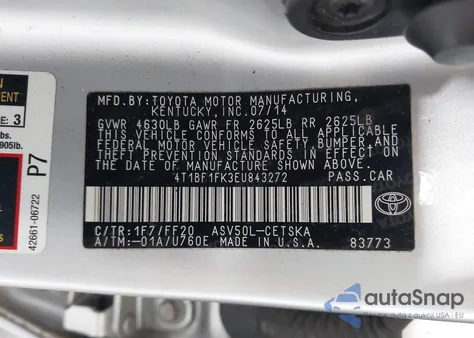 MFD. BY: TOYOTA MOTOR MANUFACTURING,
KENTUCKY, INC. 07/14
GVWR 4630LB GAWR FR 2625LB RR 2625LB
THIS VEHICLE CONFORMS TO ALL APPLICABLE
FEDERAL MOTOR VEHICLE SAFETY, BUMPER, AND
THEFT PREVENTION STANDARDS IN EFFECT ON
THE DATE OF MANUFACTURE SHOWN ABOVE.
4T1BF1FK3EU843272 PASS.CAR
C/TR: 1F7/FF20 ASV50L-CETSKA
A/TM:-01A/U760E MADE IN U.S.A. 83773
3
905lb.
P7
42661-06722
autoSnap